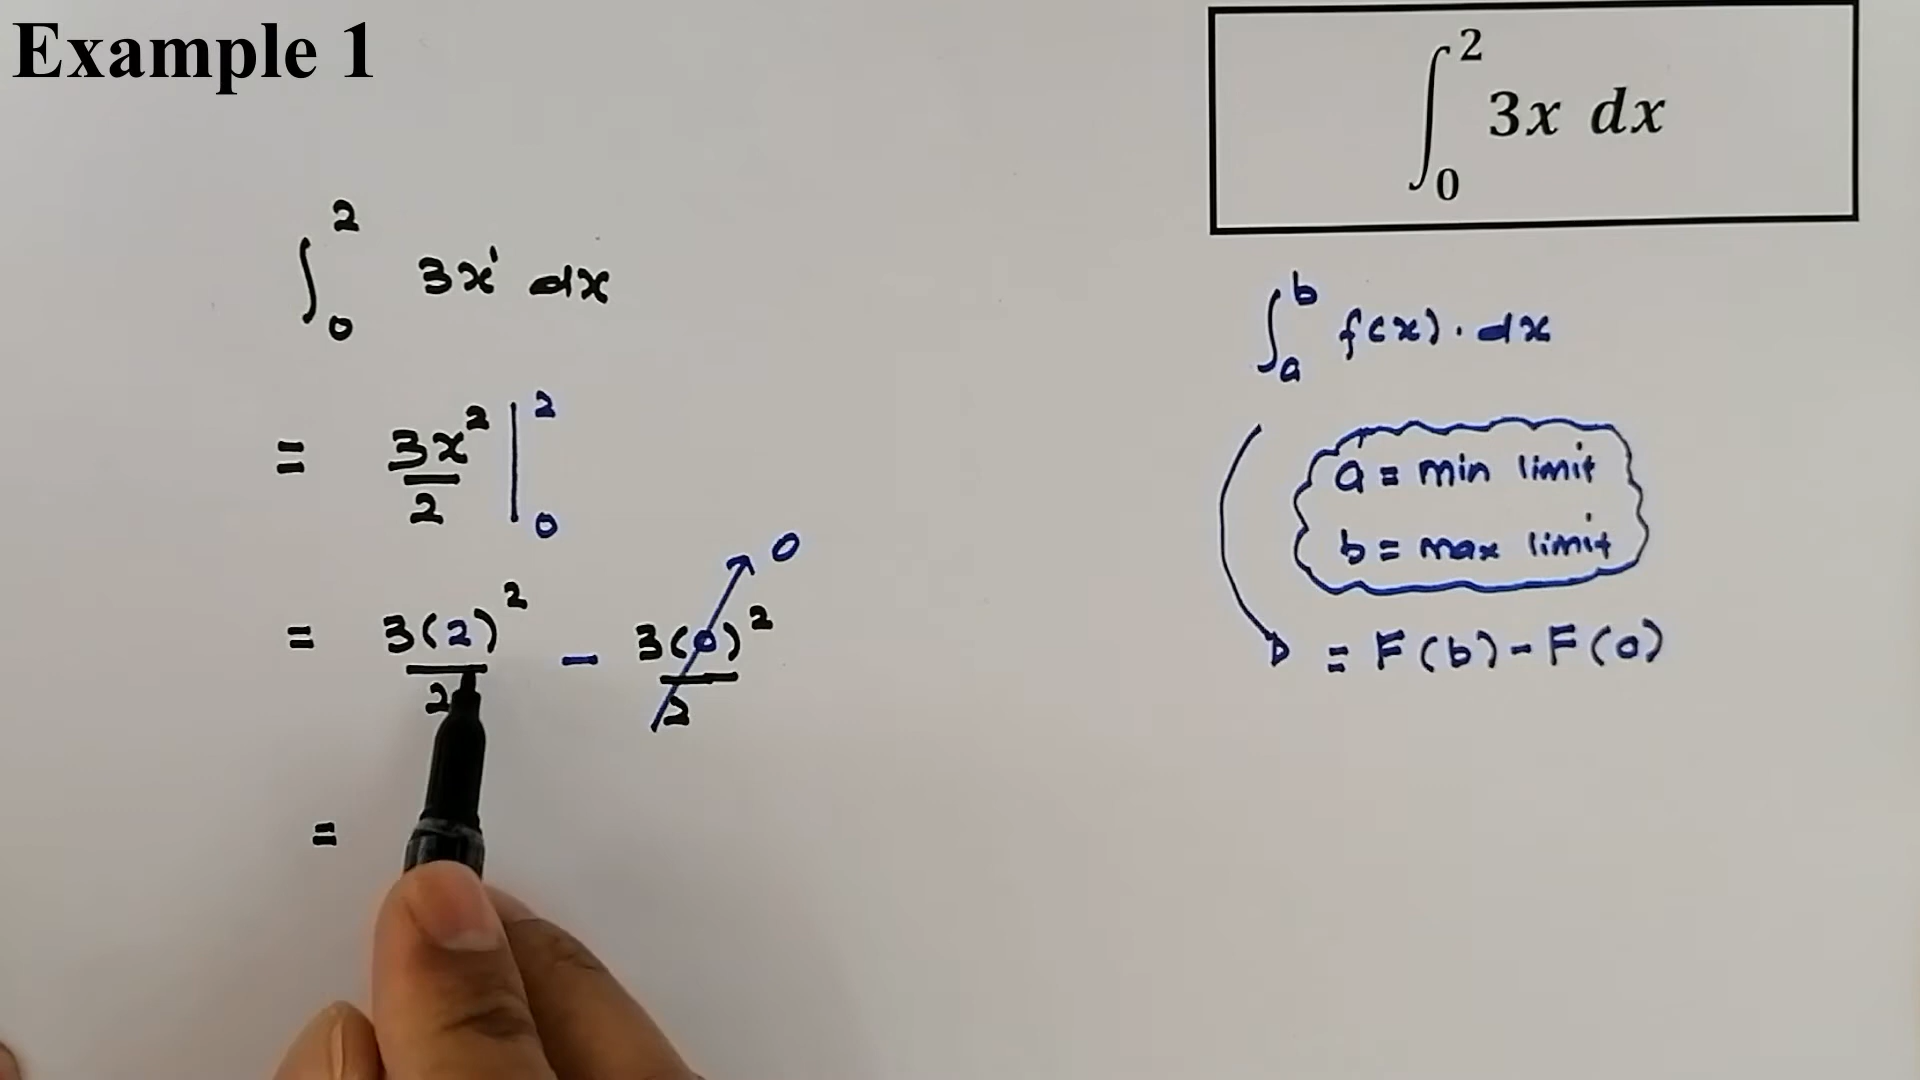 Example 1
∫₀² 3x dx
∫₀² 3x¹ dx
= 3x²/2 |₀²
= 3(2)²/2 - 3(0)²/2 → 0
=
∫ₐᵇ f(x) . dx
a = min limit
b = max limit
= F(b) - F(a)